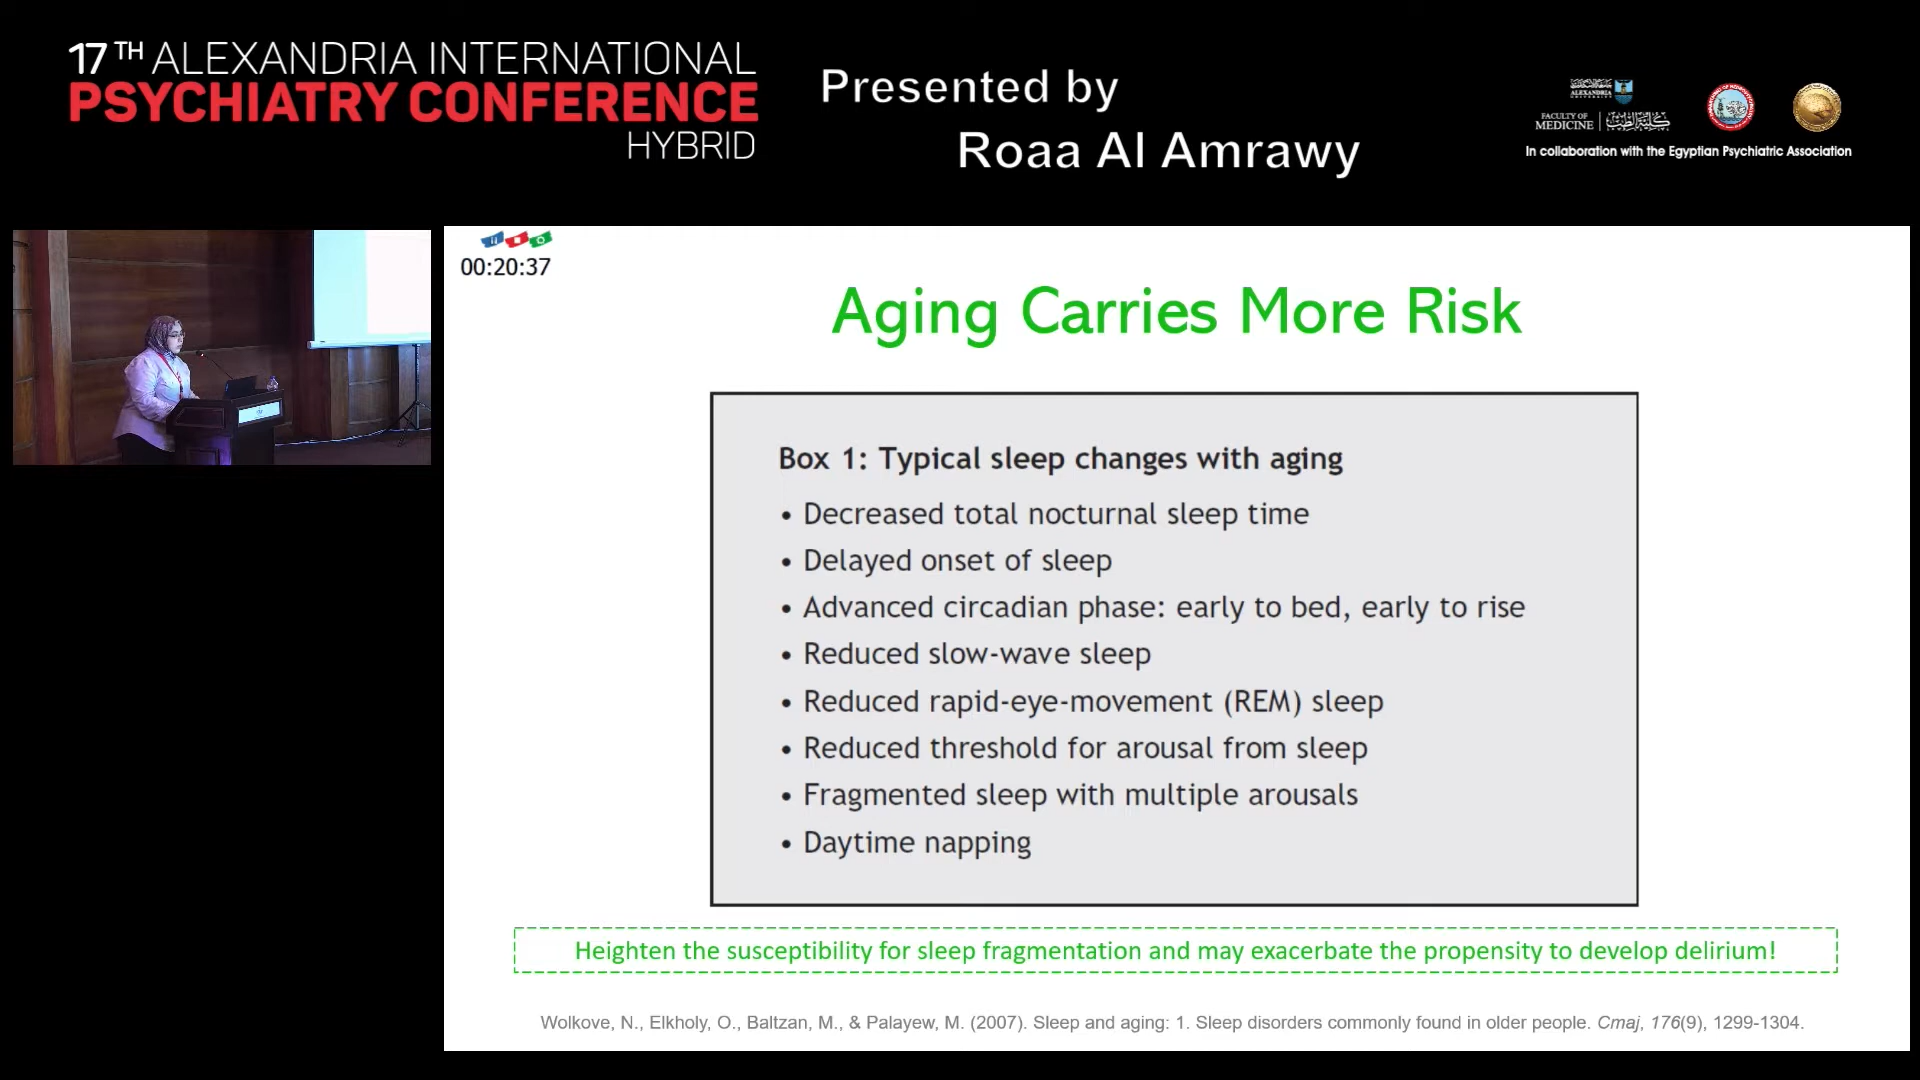 17TH ALEXANDRIA INTERNATIONAL
PSYCHIATRY CONFERENCE
HYBRID
Presented by
Roaa Al Amrawy
ALEXANDRIA
FACULTY OF
MEDICINE
كلية الطب
In collaboration with the Egyptian Psychiatric Association
00:20:37
Aging Carries More Risk
Box 1: Typical sleep changes with aging
• Decreased total nocturnal sleep time
• Delayed onset of sleep
• Advanced circadian phase: early to bed, early to rise
• Reduced slow-wave sleep
• Reduced rapid-eye-movement (REM) sleep
• Reduced threshold for arousal from sleep
• Fragmented sleep with multiple arousals
• Daytime napping
Heighten the susceptibility for sleep fragmentation and may exacerbate the propensity to develop delirium!
Wolkove, N., Elkholy, O., Baltzan, M., & Palayew, M. (2007). Sleep and aging: 1. Sleep disorders commonly found in older people. Cmaj, 176(9), 1299-1304.